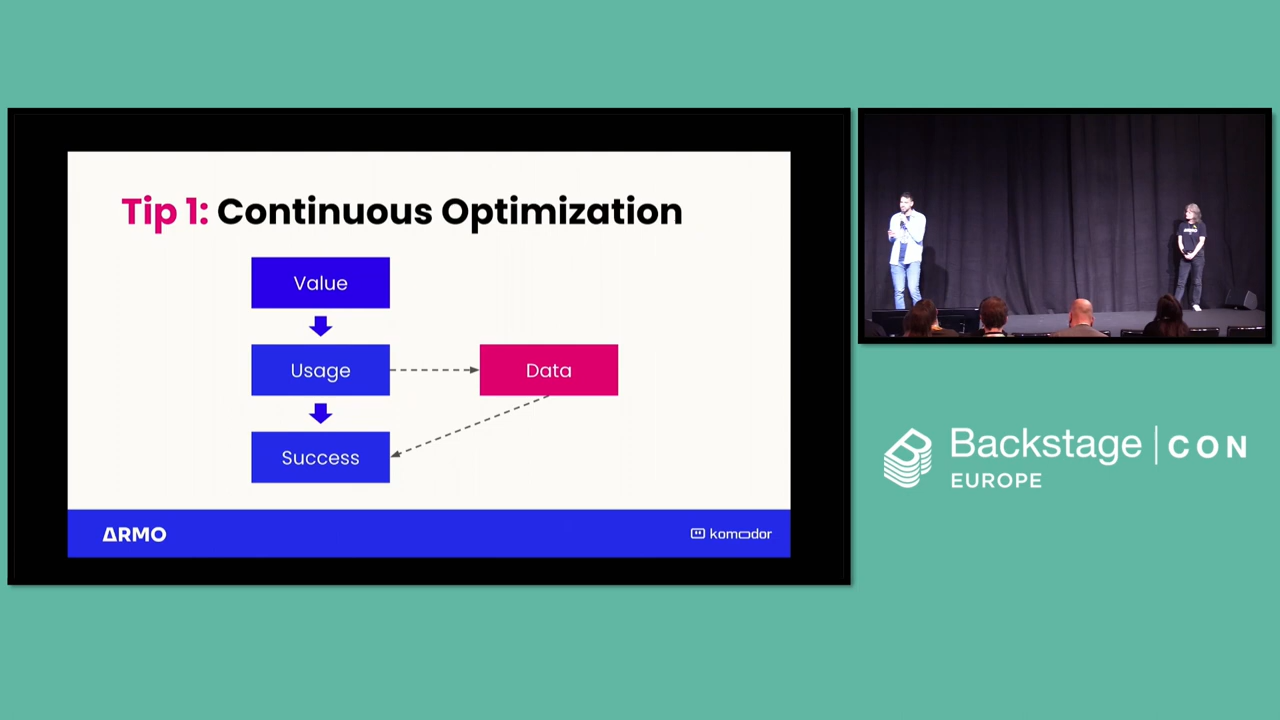 Tip 1: Continuous Optimization
Value
Usage
Data
Success
ARMO
komodor
Backstage | CON
EUROPE